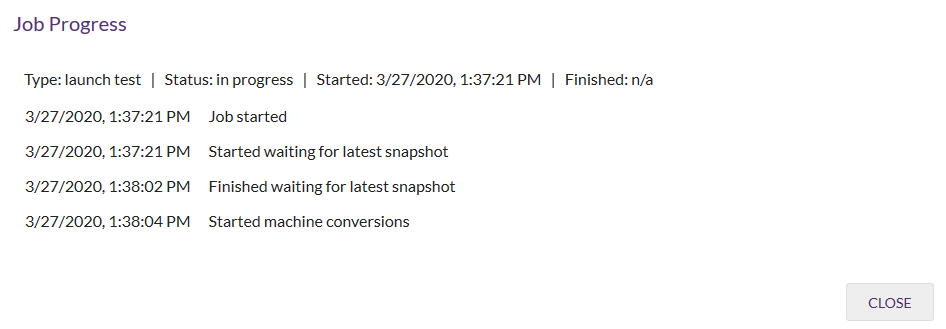 Job Progress
Type: launch test | Status: in progress | Started: 3/27/2020, 1:37:21 PM | Finished: n/a
3/27/2020, 1:37:21 PM Job started
3/27/2020, 1:37:21 PM Started waiting for latest snapshot
3/27/2020, 1:38:02 PM Finished waiting for latest snapshot
3/27/2020, 1:38:04 PM Started machine conversions
CLOSE